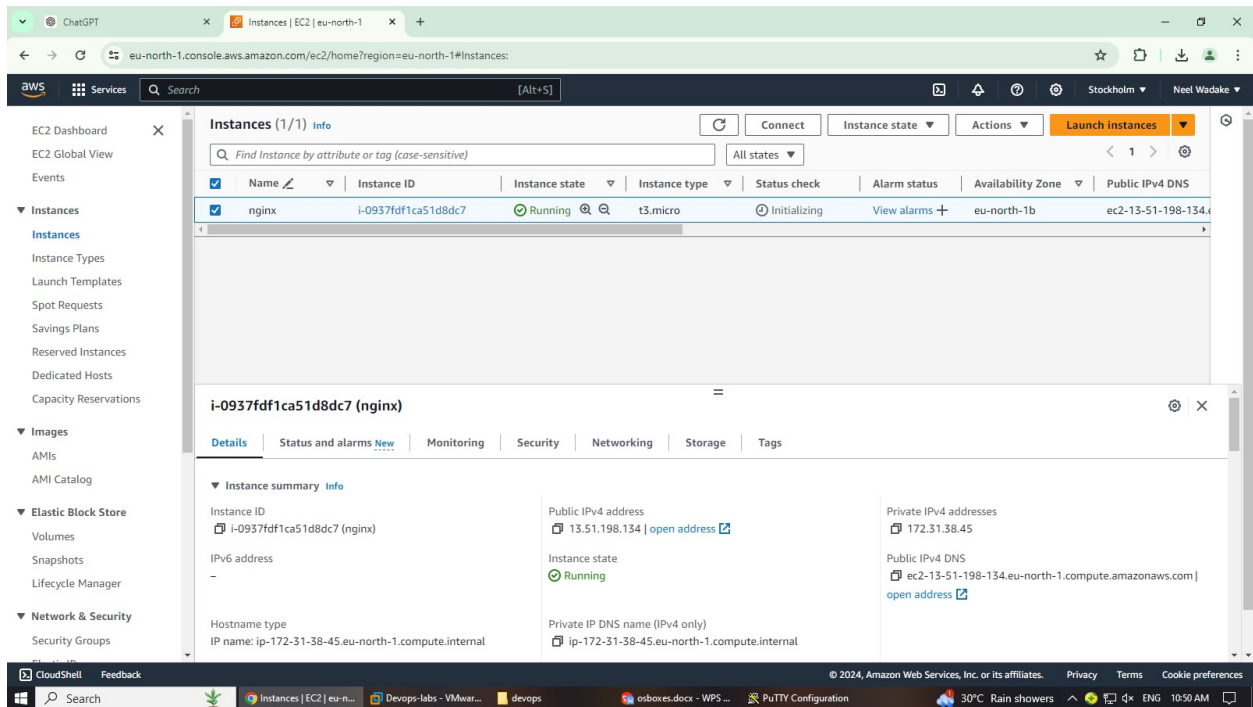 ChatGPT
Instances | EC2 | eu-north-1
eu-north-1.console.aws.amazon.com/ec2/home?region=eu-north-1#Instances:
aws Services Search [Alt+S] Stockholm Neel Wadake
EC2 Dashboard
EC2 Global View
Events
Instances
Instances
Instance Types
Launch Templates
Spot Requests
Savings Plans
Reserved Instances
Dedicated Hosts
Capacity Reservations
Images
AMIs
AMI Catalog
Elastic Block Store
Volumes
Snapshots
Lifecycle Manager
Network & Security
Security Groups
Instances (1/1) Info Connect Instance state Actions Launch instances
Find Instance by attribute or tag (case-sensitive) All states 1
Name Instance ID Instance state Instance type Status check Alarm status Availability Zone Public IPv4 DNS
nginx i-0937fdf1ca51d8dc7 Running t3.micro Initializing View alarms + eu-north-1b ec2-13-51-198-134.e
i-0937fdf1ca51d8dc7 (nginx)
Details Status and alarms New Monitoring Security Networking Storage Tags
Instance summary Info
Instance ID
i-0937fdf1ca51d8dc7 (nginx)
Public IPv4 address
13.51.198.134 | open address
Private IPv4 addresses
172.31.38.45
IPv6 address
–
Instance state
Running
Public IPv4 DNS
ec2-13-51-198-134.eu-north-1.compute.amazonaws.com |
open address
Hostname type
IP name: ip-172-31-38-45.eu-north-1.compute.internal
Private IP DNS name (IPv4 only)
ip-172-31-38-45.eu-north-1.compute.internal
CloudShell Feedback © 2024, Amazon Web Services, Inc. or its affiliates. Privacy Terms Cookie preferences
Search Instances | EC2 | eu-n... Devops-labs - VMwar... devops osboxes.docx - WPS ... PuTTY Configuration 30°C Rain showers ENG 10:50 AM